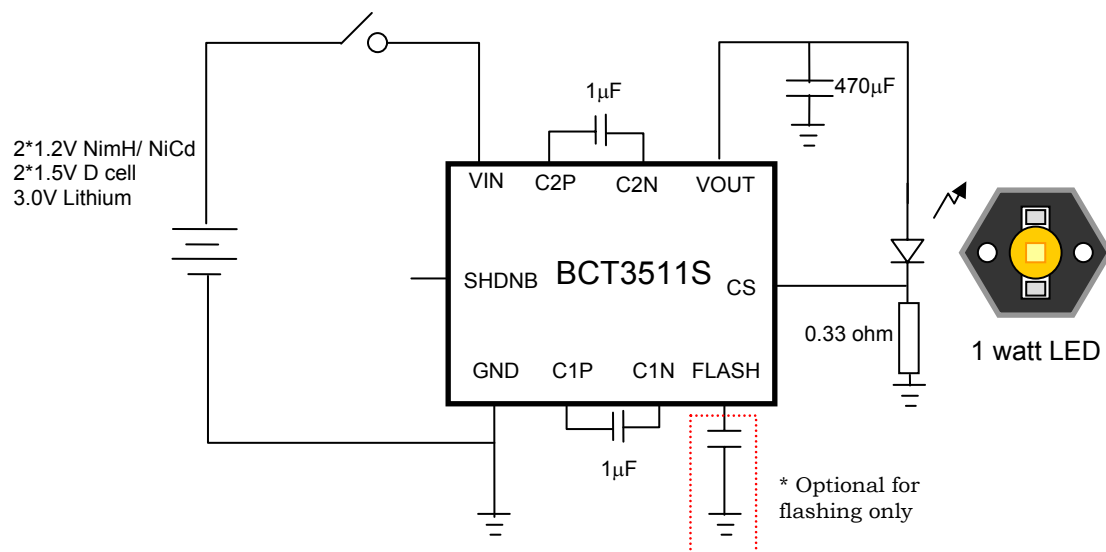 1μF
470μF
2*1.2V NimH/ NiCd
2*1.5V D cell
3.0V Lithium
VIN
C2P
C2N
VOUT
SHDNB
BCT3511S
CS
0.33 ohm
1 watt LED
GND
C1P
C1N
FLASH
1μF
* Optional for
flashing only